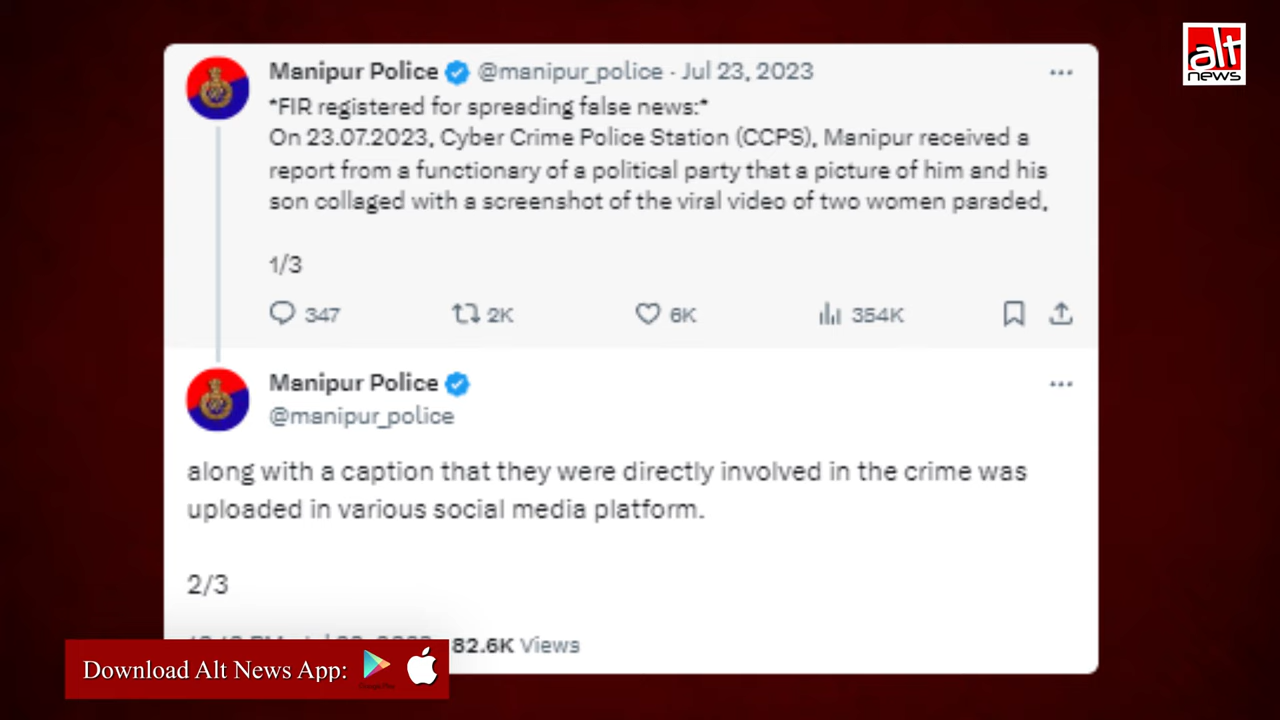 alt
news
Manipur Police @manipur_police · Jul 23, 2023
*FIR registered for spreading false news:*
On 23.07.2023, Cyber Crime Police Station (CCPS), Manipur received a
report from a functionary of a political party that a picture of him and his
son collaged with a screenshot of the viral video of two women paraded,
1/3
347 2K 6K 354K
Manipur Police
@manipur_police
along with a caption that they were directly involved in the crime was
uploaded in various social media platform.
2/3
82.6K Views
Download Alt News App: